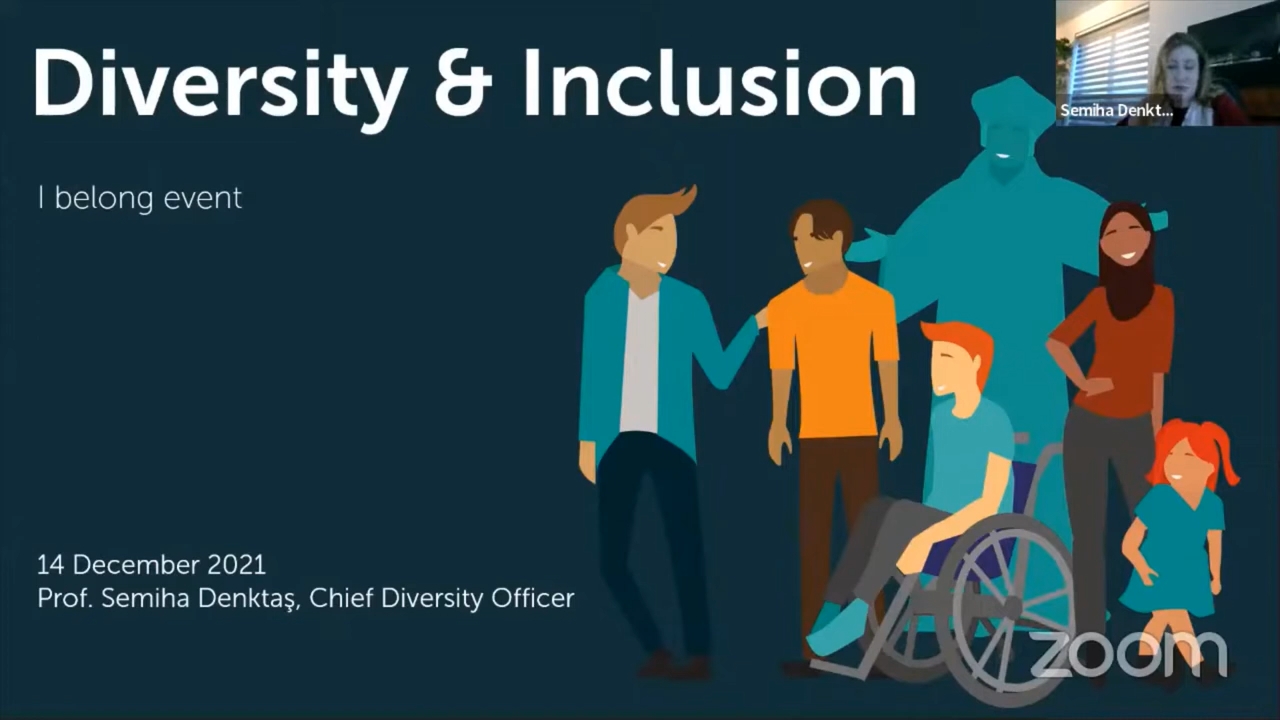 Diversity & Inclusion
Semiha Denkt...
I belong event
14 December 2021
Prof. Semiha Denktaş, Chief Diversity Officer
zoom